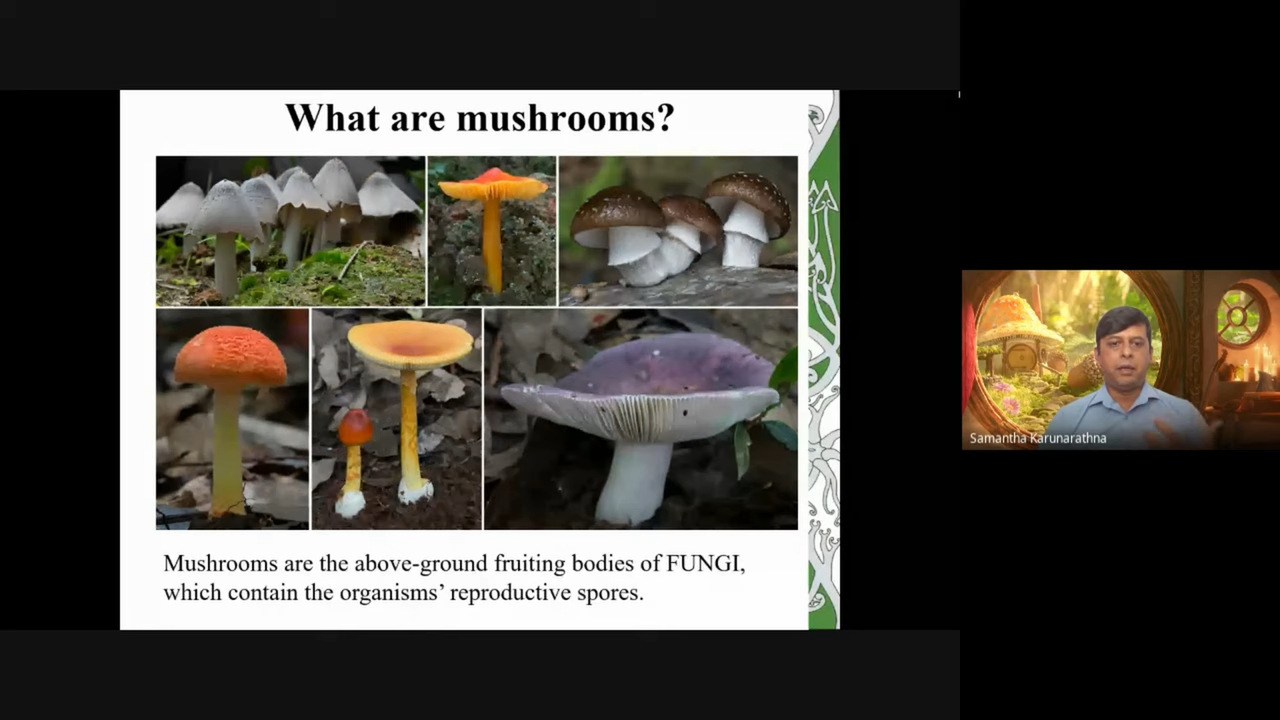 What are mushrooms?
Mushrooms are the above-ground fruiting bodies of FUNGI,
which contain the organisms’ reproductive spores.
Samantha Karunarathna